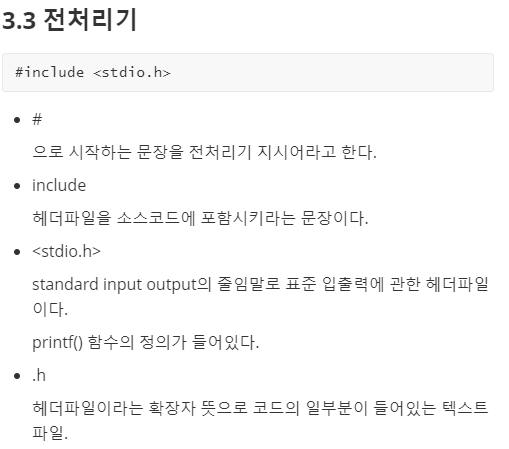 3.3 전처리기
#include <stdio.h>
#
으로 시작하는 문장을 전처리기 지시어라고 한다.
include
헤더파일을 소스코드에 포함시키라는 문장이다.
<stdio.h>
standard input output의 줄임말로 표준 입출력에 관한 헤더파일
이다.
printf() 함수의 정의가 들어있다.
.h
헤더파일이라는 확장자 뜻으로 코드의 일부분이 들어있는 텍스트
파일.